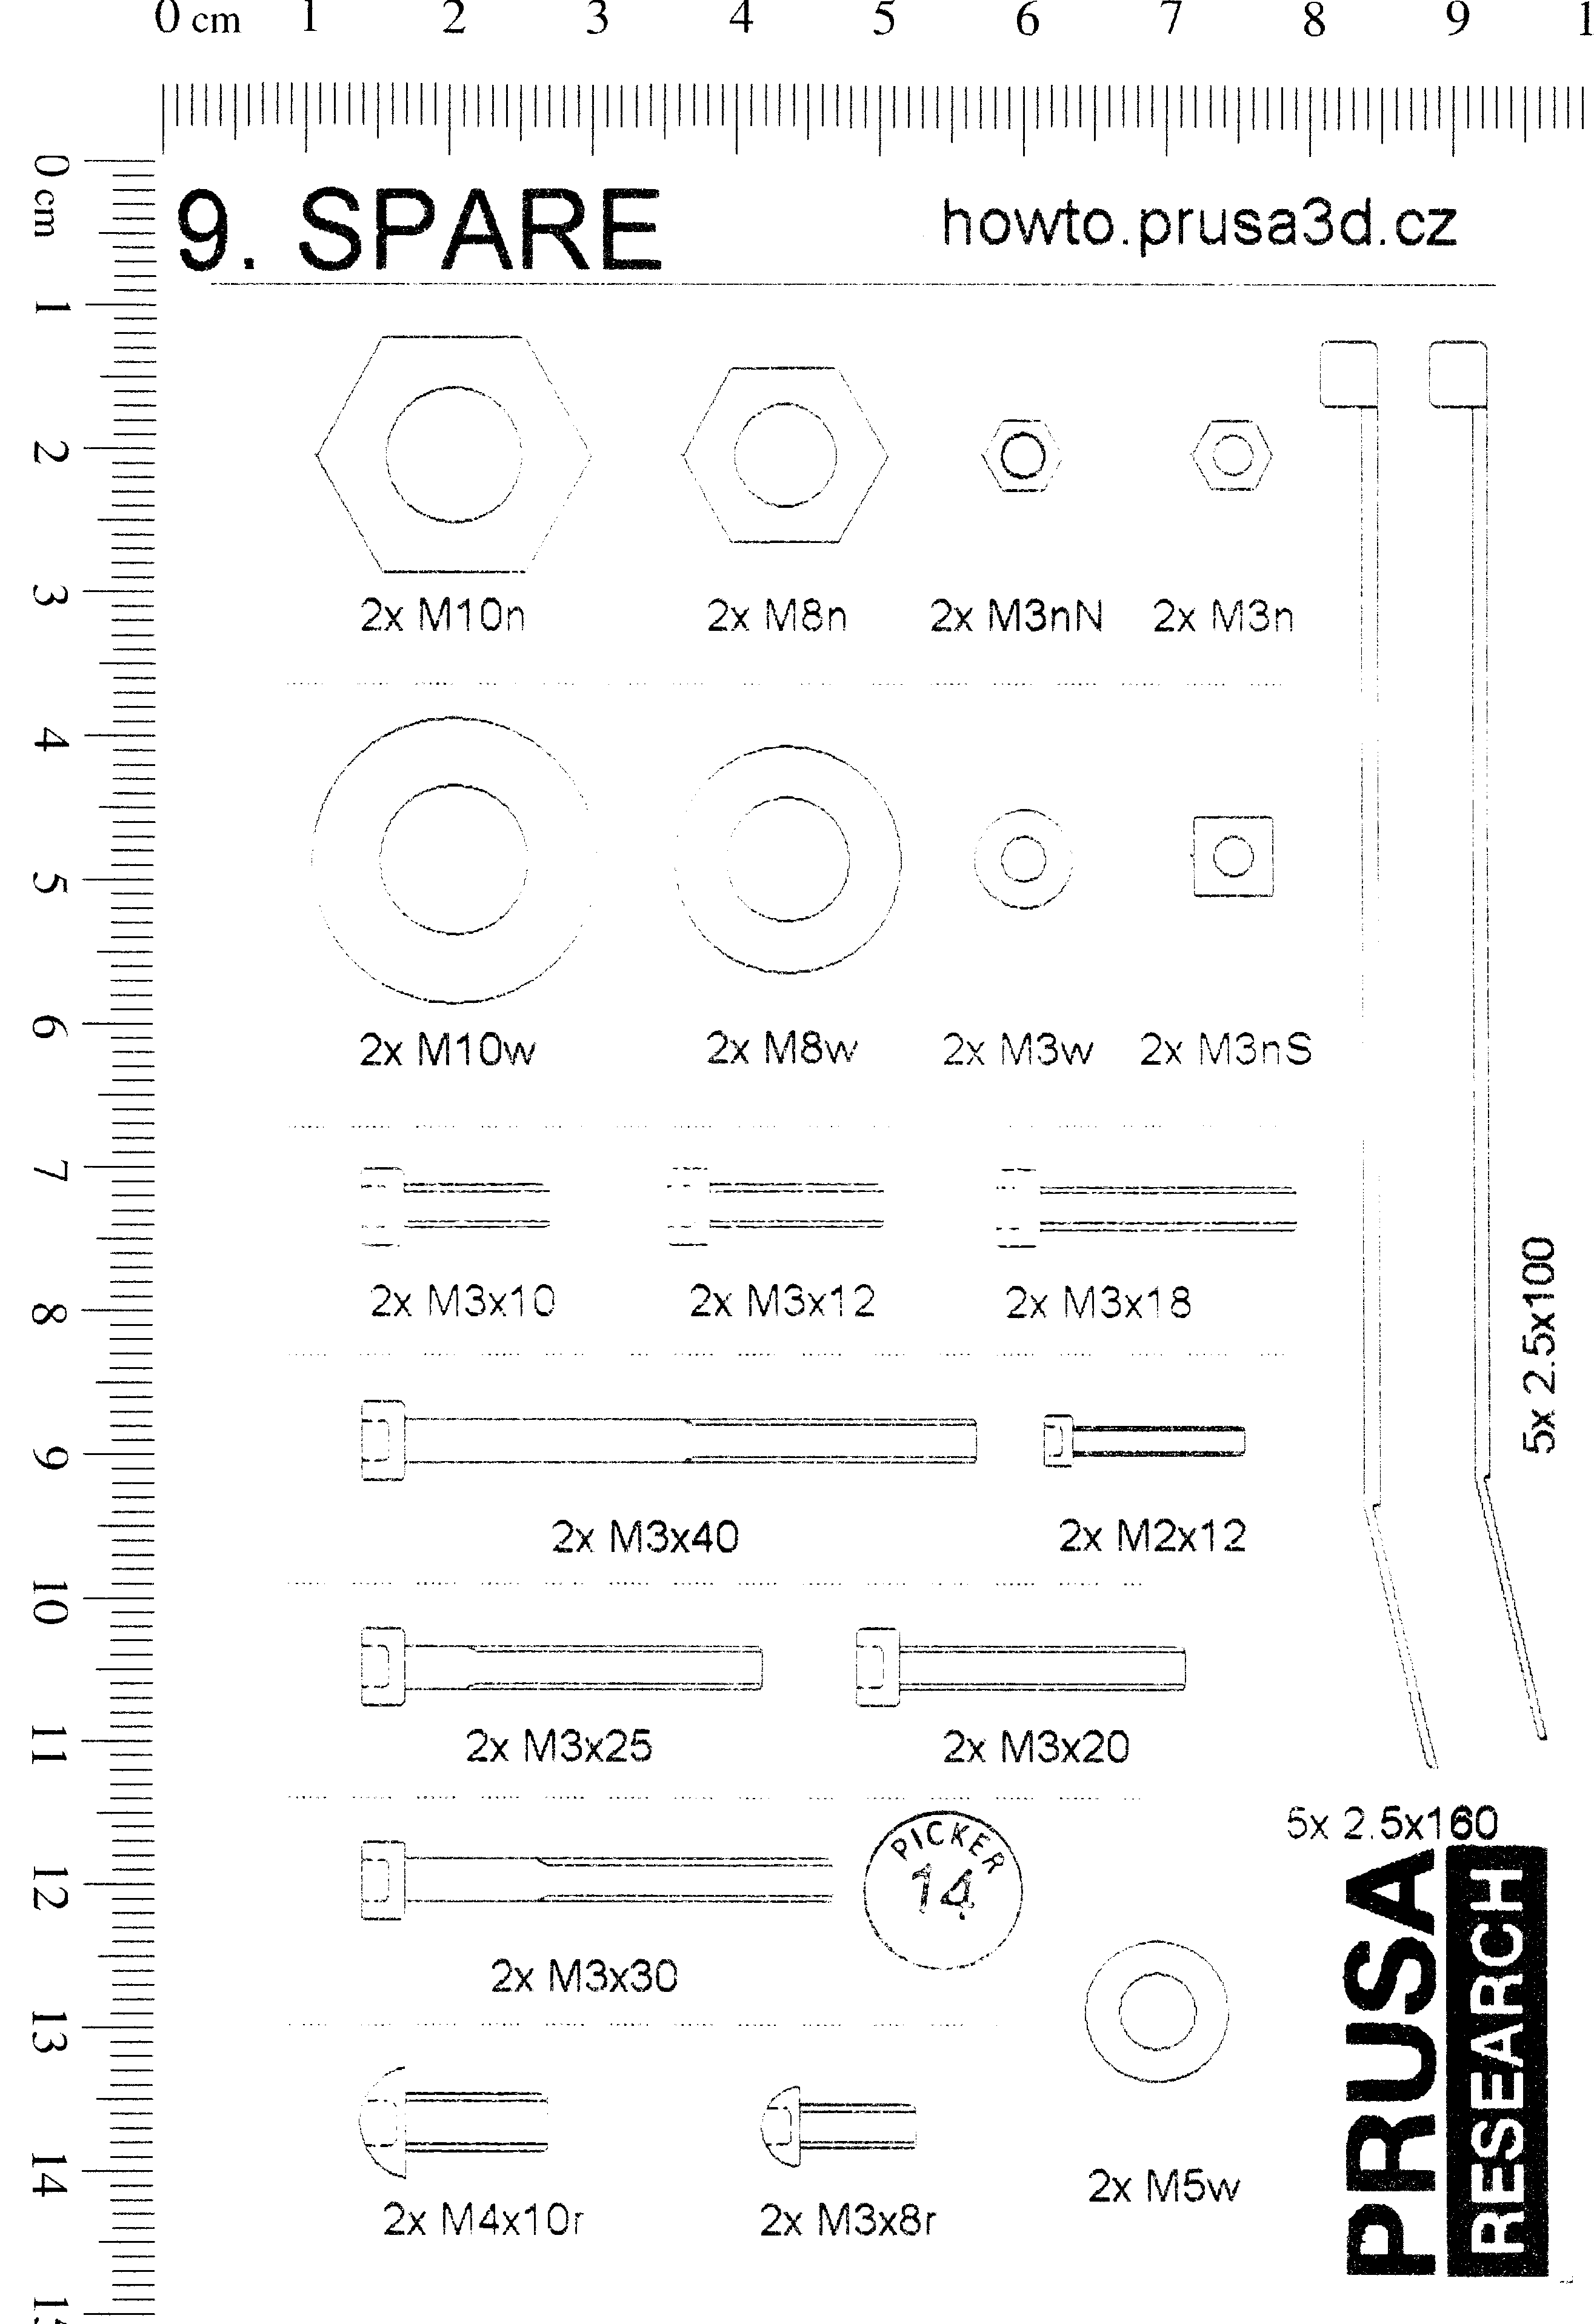 0 cm 1 2 3 4 5 6 7 8 9 1
0 cm 1 2 3 4 5 6 7 8 9 10 11 12 13 14
9. SPARE
howto.prusa3d.cz
2x M10n 2x M8n 2x M3nN 2x M3n
2x M10w 2x M8w 2x M3w 2x M3nS
2x M3x10 2x M3x12 2x M3x18
2x M3x40 2x M2x12
2x M3x25 2x M3x20
2x M3x30
PICKER
14
2x M4x10r 2x M3x8r 2x M5w
5x 2.5x100
5x 2.5x160
PRUSA
RESEARCH